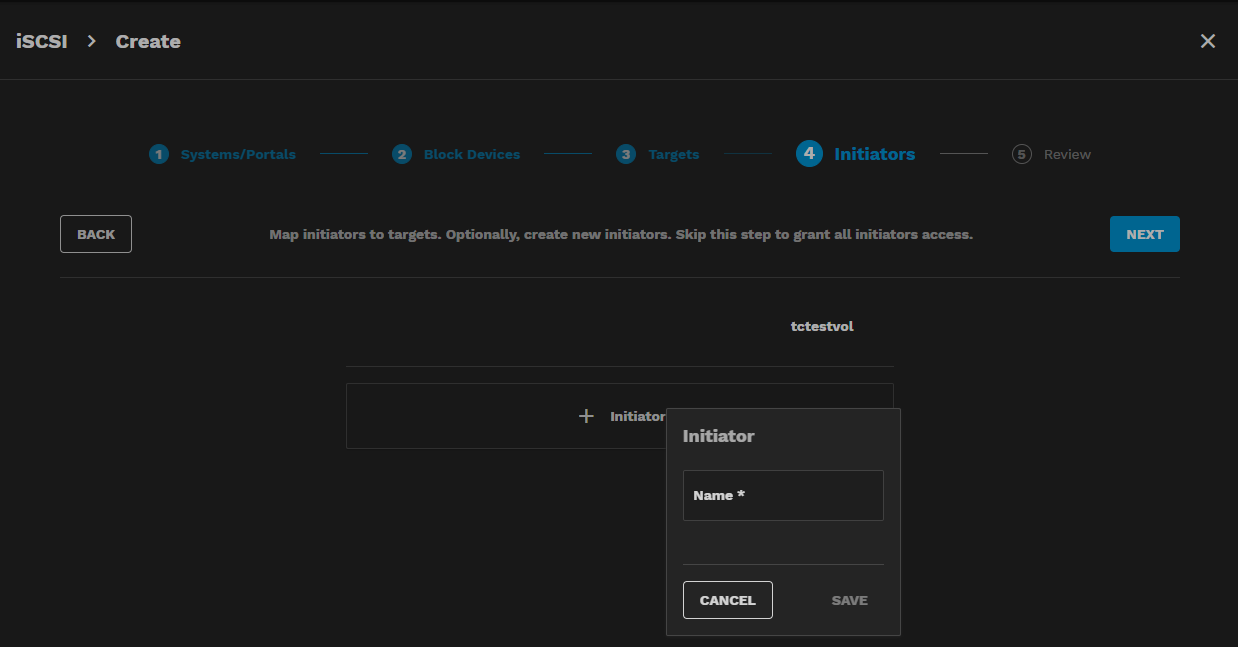 iSCSI > Create
1 Systems/Portals 2 Block Devices 3 Targets 4 Initiators 5 Review
BACK Map initiators to targets. Optionally, create new initiators. Skip this step to grant all initiators access. NEXT
tctestvol
+ Initiator
Initiator
Name *
CANCEL SAVE